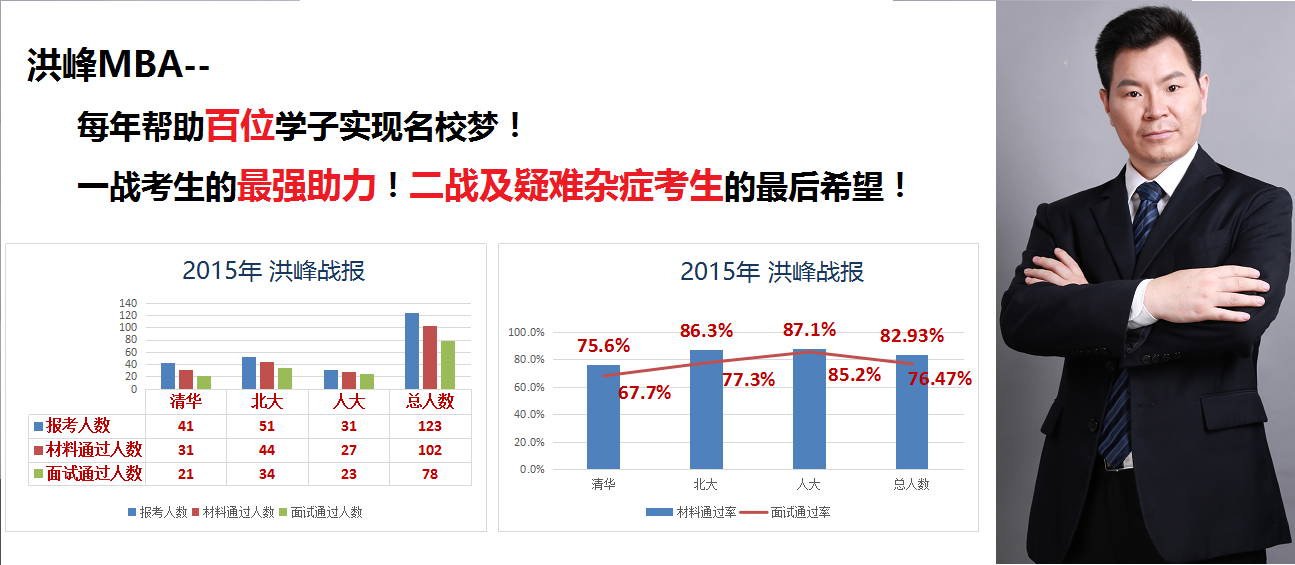 洪峰MBA--
每年帮助百位学子实现名校梦！
一战考生的最强助力！二战及疑难杂症考生的最后希望！
2015年 洪峰战报
140
120
100
80
60
40
20
0
清华 北大 人大 总人数
报考人数 41 51 31 123
材料通过人数 31 44 27 102
面试通过人数 21 34 23 78
报考人数 材料通过人数 面试通过人数
2015年 洪峰战报
100.0%
80.0%
60.0%
40.0%
20.0%
0.0%
75.6% 86.3% 87.1% 82.93%
67.7% 77.3% 85.2% 76.47%
清华 北大 人大 总人数
材料通过率 面试通过率